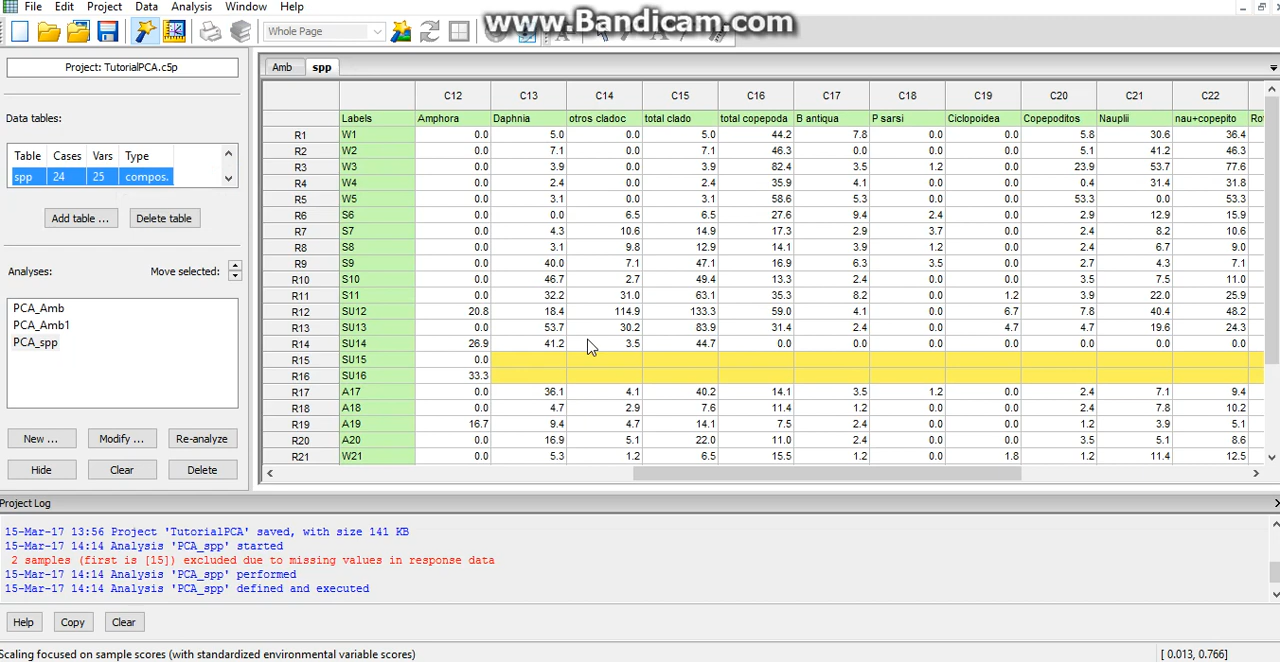 File Edit Project Data Analysis Window Help
www.Bandicam.com
Whole Page
Project: TutorialPCA.c5p
Data tables:
Table Cases Vars Type
spp 24 25 compos.
Add table ... Delete table
Analyses: Move selected:
PCA_Amb
PCA_Amb1
PCA_spp
New ... Modify ... Re-analyze
Hide Clear Delete
Amb spp
C12 C13 C14 C15 C16 C17 C18 C19 C20 C21 C22
Labels Amphora Daphnia otros cladoc total clado total copepoda B antiqua P sarsi Ciclopoidea Copepoditos Nauplii nau+copepito
R1 W1 0.0 5.0 0.0 5.0 44.2 7.8 0.0 0.0 5.8 30.6 36.4
R2 W2 0.0 7.1 0.0 7.1 46.3 0.0 0.0 0.0 5.1 41.2 46.3
R3 W3 0.0 3.9 0.0 3.9 82.4 3.5 1.2 0.0 23.9 53.7 77.6
R4 W4 0.0 2.4 0.0 2.4 35.9 4.1 0.0 0.0 0.4 31.4 31.8
R5 W5 0.0 3.1 0.0 3.1 58.6 5.3 0.0 0.0 53.3 0.0 53.3
R6 S6 0.0 0.0 6.5 6.5 27.6 9.4 2.4 0.0 2.9 12.9 15.9
R7 S7 0.0 4.3 10.6 14.9 17.3 2.9 3.7 0.0 2.4 8.2 10.6
R8 S8 0.0 3.1 9.8 12.9 14.1 3.9 1.2 0.0 2.4 6.7 9.0
R9 S9 0.0 40.0 7.1 47.1 16.9 6.3 3.5 0.0 2.7 4.3 7.1
R10 S10 0.0 46.7 2.7 49.4 13.3 2.4 0.0 0.0 3.5 7.5 11.0
R11 S11 0.0 32.2 31.0 63.1 35.3 8.2 0.0 1.2 3.9 22.0 25.9
R12 SU12 20.8 18.4 114.9 133.3 59.0 4.1 0.0 6.7 7.8 40.4 48.2
R13 SU13 0.0 53.7 30.2 83.9 31.4 2.4 0.0 4.7 4.7 19.6 24.3
R14 SU14 26.9 41.2 3.5 44.7 0.0 0.0 0.0 0.0 0.0 0.0 0.0
R15 SU15 0.0
R16 SU16 33.3
R17 A17 0.0 36.1 4.1 40.2 14.1 3.5 1.2 0.0 2.4 7.1 9.4
R18 A18 0.0 4.7 2.9 7.6 11.4 1.2 0.0 0.0 2.4 7.8 10.2
R19 A19 16.7 9.4 4.7 14.1 7.5 2.4 0.0 0.0 1.2 3.9 5.1
R20 A20 0.0 16.9 5.1 22.0 11.0 2.4 0.0 0.0 3.5 5.1 8.6
R21 W21 0.0 5.3 1.2 6.5 15.5 1.2 0.0 1.8 1.2 11.4 12.5
Project Log
15-Mar-17 13:56 Project 'TutorialPCA' saved, with size 141 KB
15-Mar-17 14:14 Analysis 'PCA_spp' started
2 samples (first is [15]) excluded due to missing values in response data
15-Mar-17 14:14 Analysis 'PCA_spp' performed
15-Mar-17 14:14 Analysis 'PCA_spp' defined and executed
Help Copy Clear
Scaling focused on sample scores (with standardized environmental variable scores) [ 0.013, 0.766]